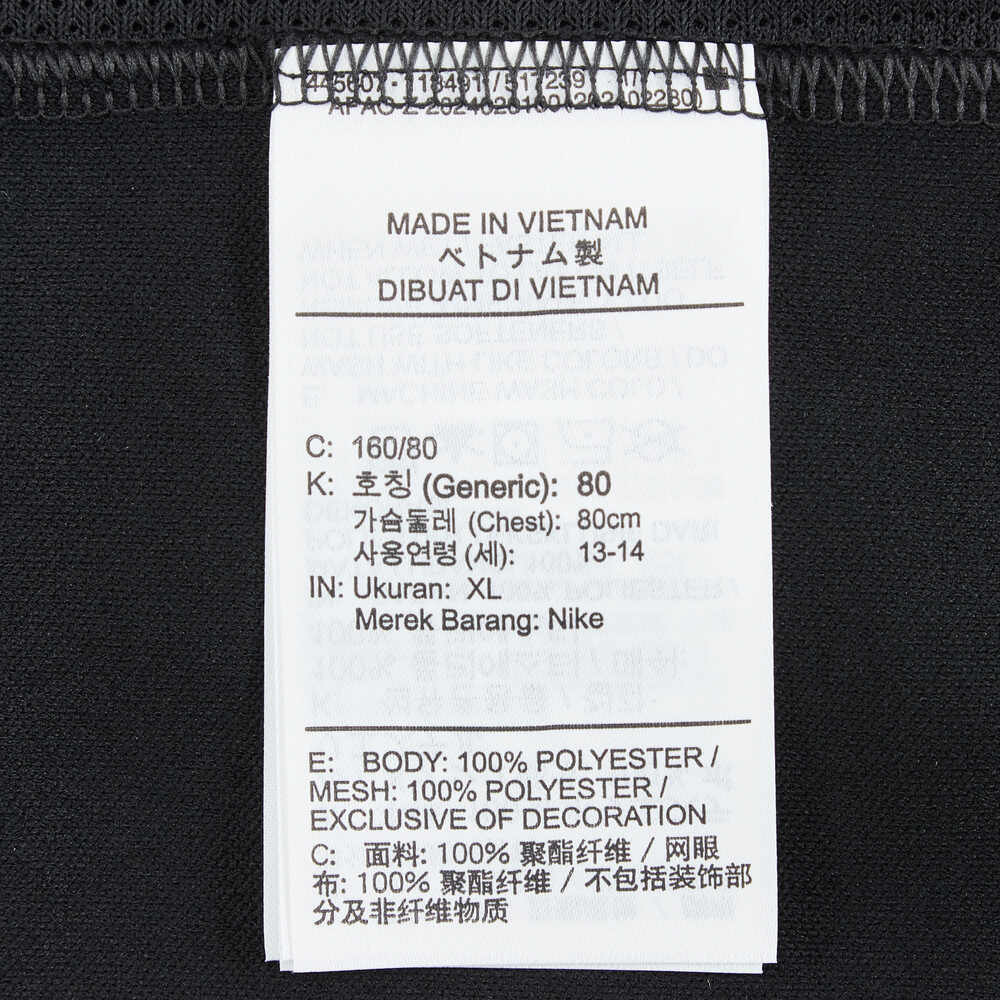 MADE IN VIETNAM
ベトナム製
DIBUAT DI VIETNAM
C: 160/80
K: 호칭 (Generic): 80
가슴둘레 (Chest): 80cm
사용연령 (세): 13-14
IN: Ukuran: XL
Merek Barang: Nike
E: BODY: 100% POLYESTER /
MESH: 100% POLYESTER /
EXCLUSIVE OF DECORATION
C: 面料: 100% 聚酯纤维 / 网眼
布: 100% 聚酯纤维 / 不包括装饰部
分及非纤维物质